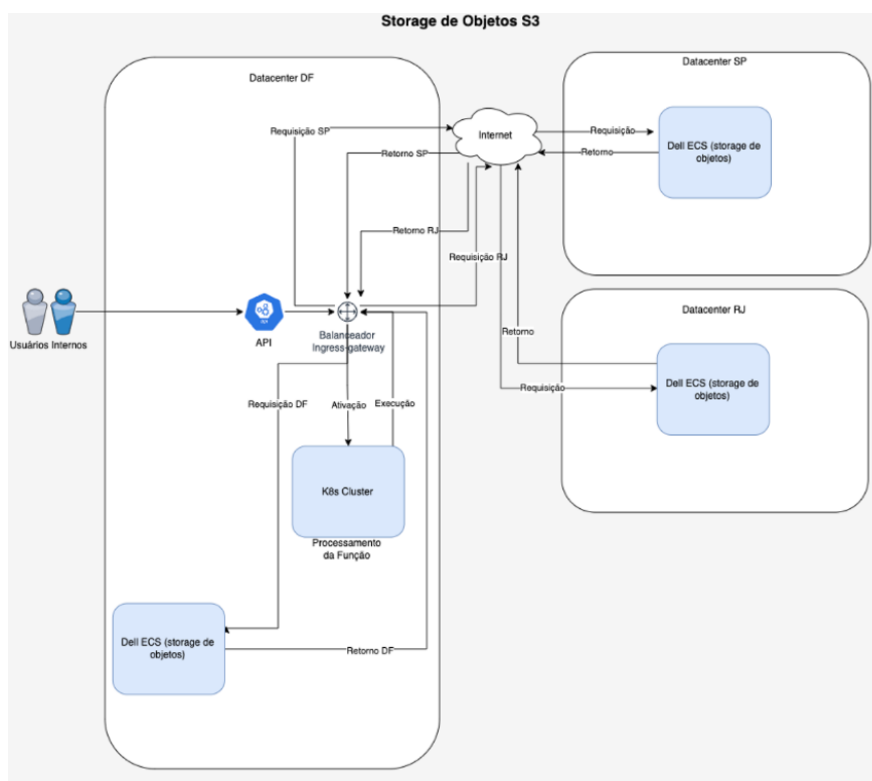 Storage de Objetos S3
Datacenter DF
Datacenter SP
Requisição SP
Internet
Requisição
Dell ECS (storage de
objetos)
Retorno SP
Retorno
Retorno RJ
Requisição RJ
Datacenter RJ
Usuários Internos
API
Balanceador
Ingress-gateway
Retorno
Dell ECS (storage de
objetos)
Requisição
Requisição DF
Ativação
Execução
K8s Cluster
Processamento
da Função
Dell ECS (storage de
objetos)
Retorno DF